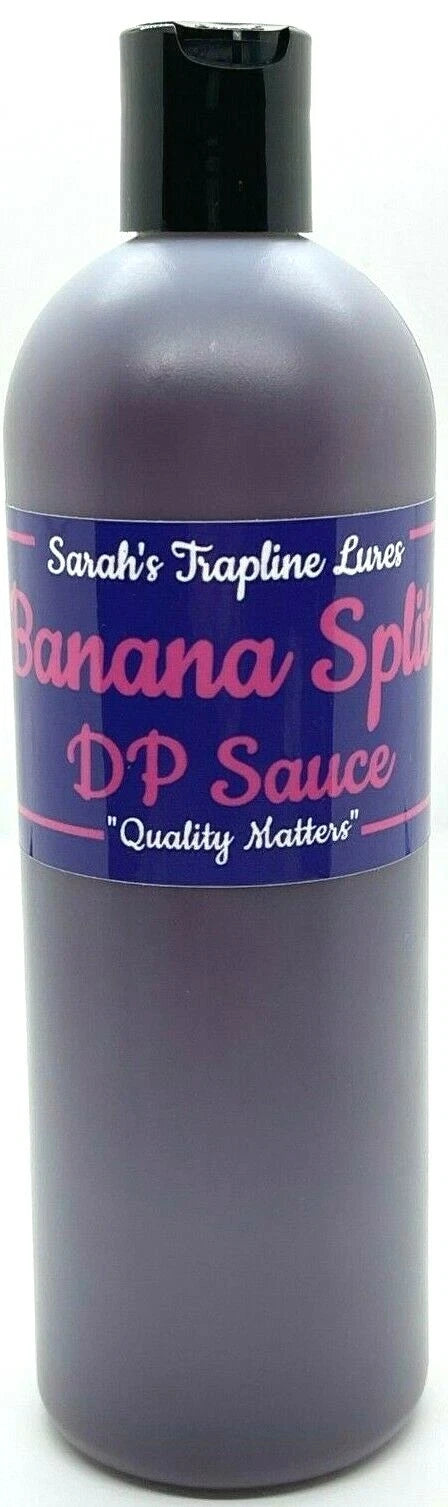 Sarah's Trapline Lures
Banana Split
DP Sauce
"Quality Matters"